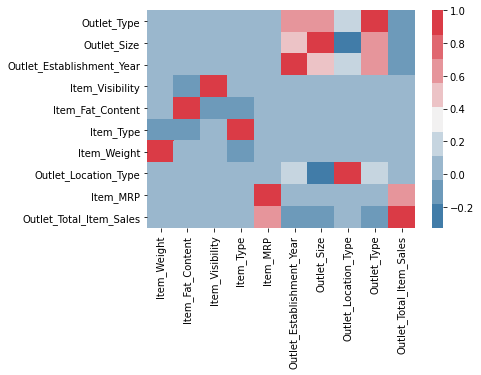 Outlet_Type
Outlet_Size
Outlet_Establishment_Year
Item_Visibility
Item_Fat_Content
Item_Type
Item_Weight
Outlet_Location_Type
Item_MRP
Outlet_Total_Item_Sales
Item_Weight
Item_Fat_Content
Item_Visibility
Item_Type
Item_MRP
Outlet_Establishment_Year
Outlet_Size
Outlet_Location_Type
Outlet_Type
Outlet_Total_Item_Sales
1.0
0.8
0.6
0.4
0.2
0.0
−0.2